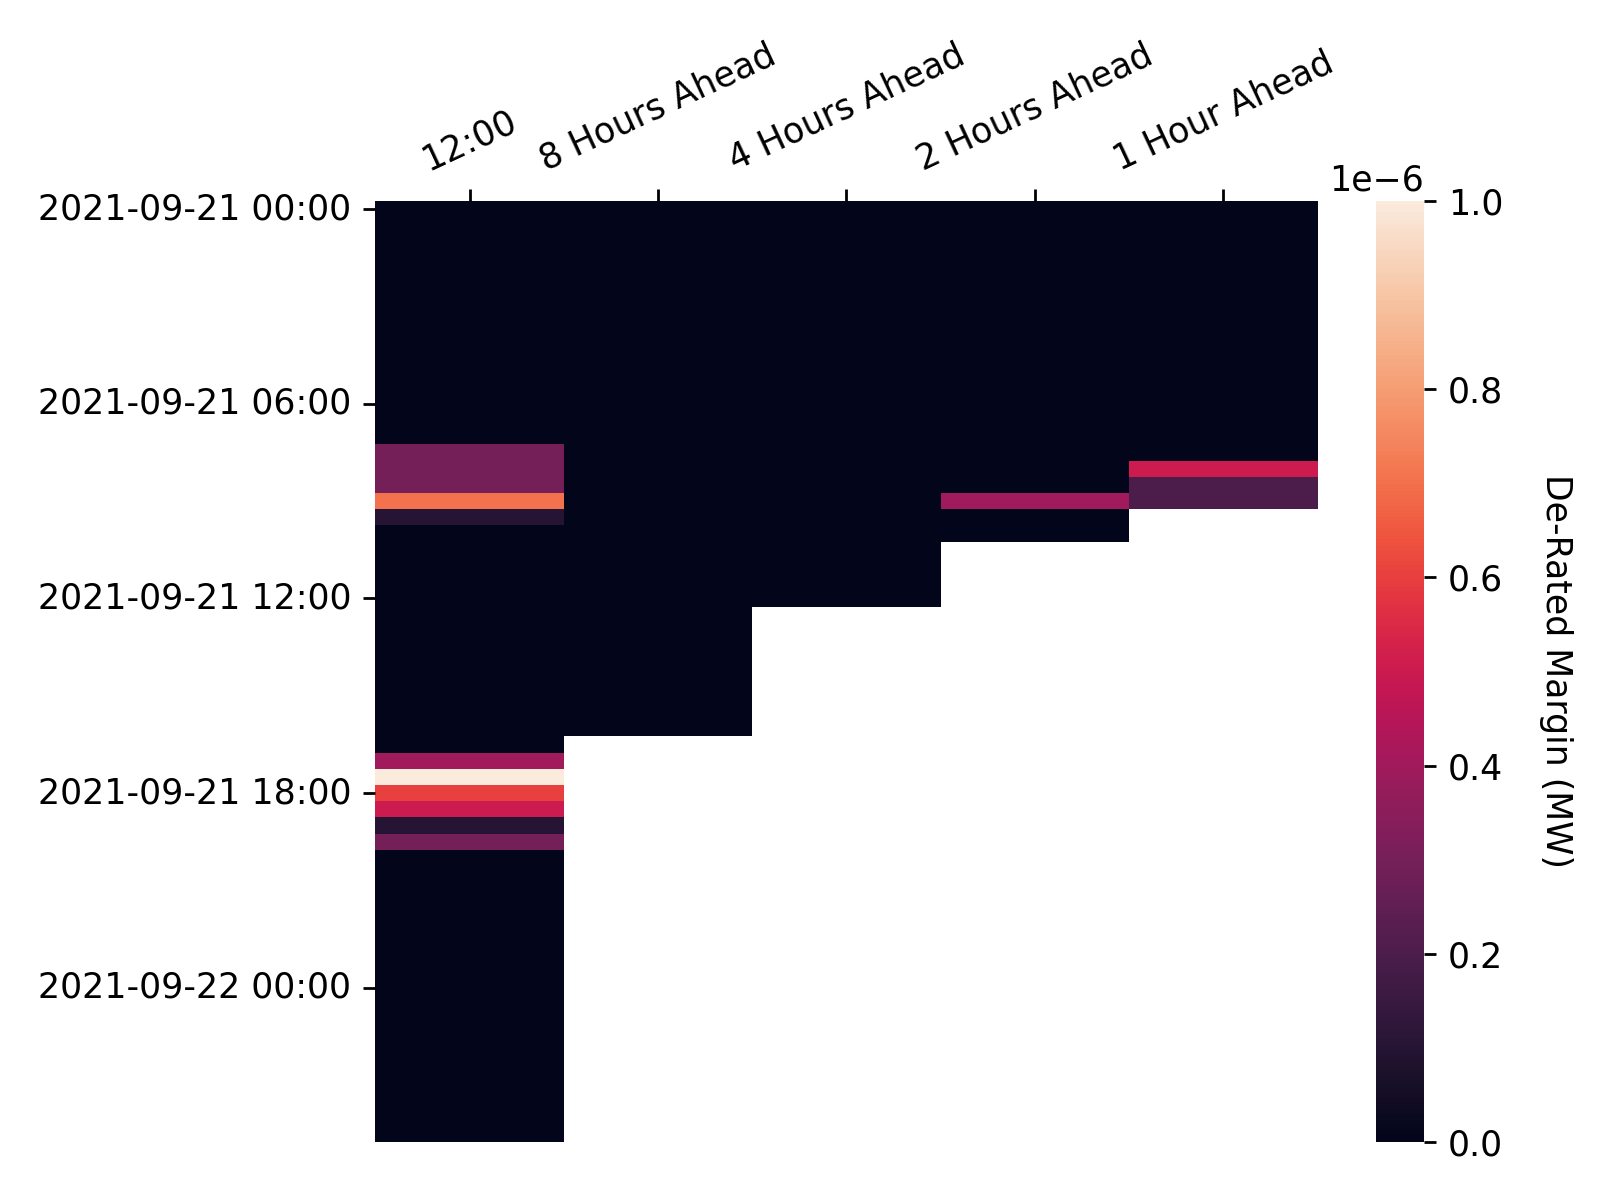 12:00
8 Hours Ahead
4 Hours Ahead
2 Hours Ahead
1 Hour Ahead
2021-09-21 00:00
2021-09-21 06:00
2021-09-21 12:00
2021-09-21 18:00
2021-09-22 00:00
1e−6
1.0
0.8
0.6
0.4
0.2
0.0
De-Rated Margin (MW)